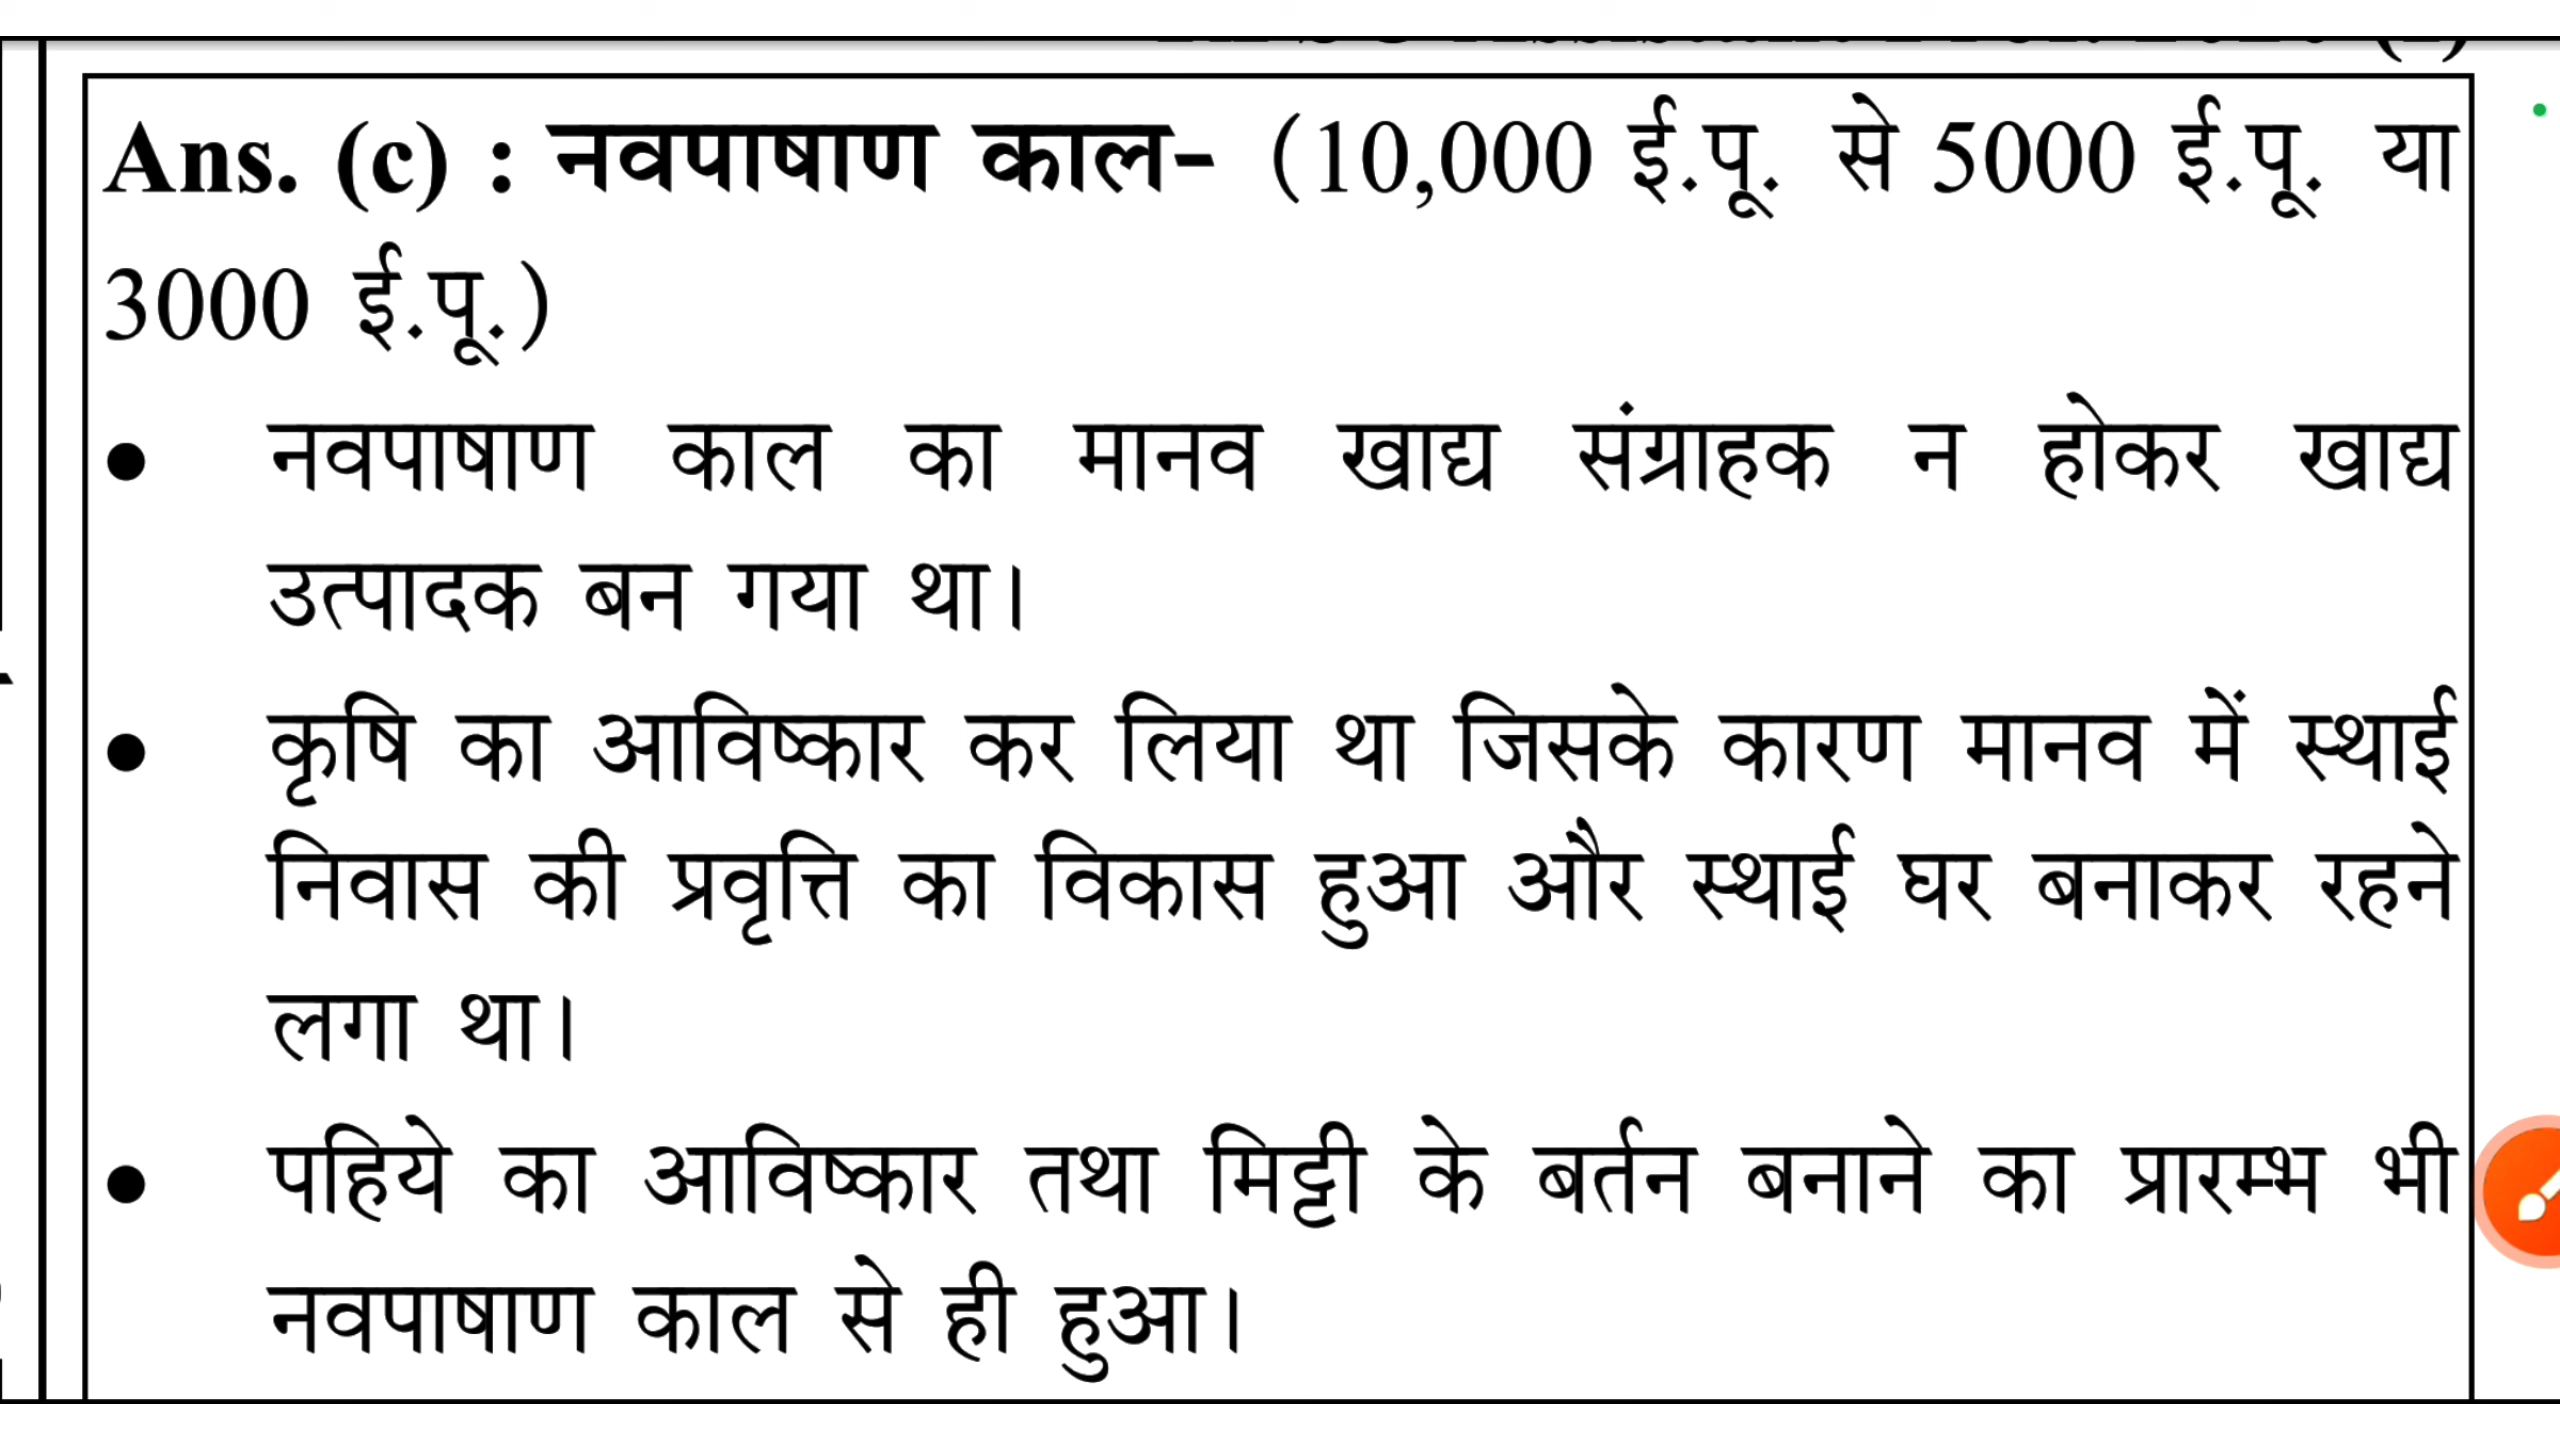 Ans. (c) : नवपाषाण काल- (10,000 ई.पू. से 5000 ई.पू. या
3000 ई.पू.)
● नवपाषाण काल का मानव खाद्य संग्राहक न होकर खाद्य
उत्पादक बन गया था।
● कृषि का आविष्कार कर लिया था जिसके कारण मानव में स्थाई
निवास की प्रवृत्ति का विकास हुआ और स्थाई घर बनाकर रहने
लगा था।
● पहिये का आविष्कार तथा मिट्टी के बर्तन बनाने का प्रारम्भ भी
नवपाषाण काल से ही हुआ।